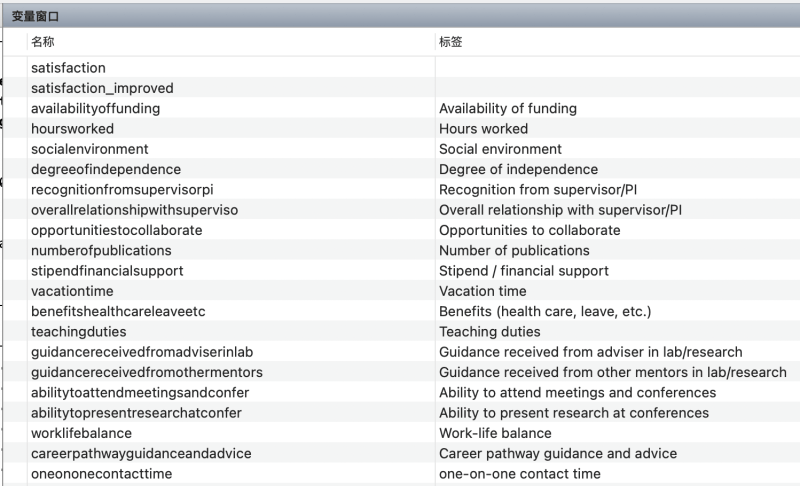 变量窗口
名称 标签
satisfaction
satisfaction_improved
availabilityoffunding Availability of funding
hoursworked Hours worked
socialenvironment Social environment
degreeofindependence Degree of independence
recognitionfromsupervisorpi Recognition from supervisor/PI
overallrelationshipwithsuperviso Overall relationship with supervisor/PI
opportunitiestocollaborate Opportunities to collaborate
numberofpublications Number of publications
stipendfinancialsupport Stipend / financial support
vacationtime Vacation time
benefitshealthcareleaveetc Benefits (health care, leave, etc.)
teachingduties Teaching duties
guidancereceivedfromadviserinlab Guidance received from adviser in lab/research
guidancereceivedfromothermentors Guidance received from other mentors in lab/research
abilitytoattendmeetingsandconfer Ability to attend meetings and conferences
abilitytopresentresearchatconfer Ability to present research at conferences
worklifebalance Work-life balance
careerpathwayguidanceandadvice Career pathway guidance and advice
oneononecontacttime one-on-one contact time